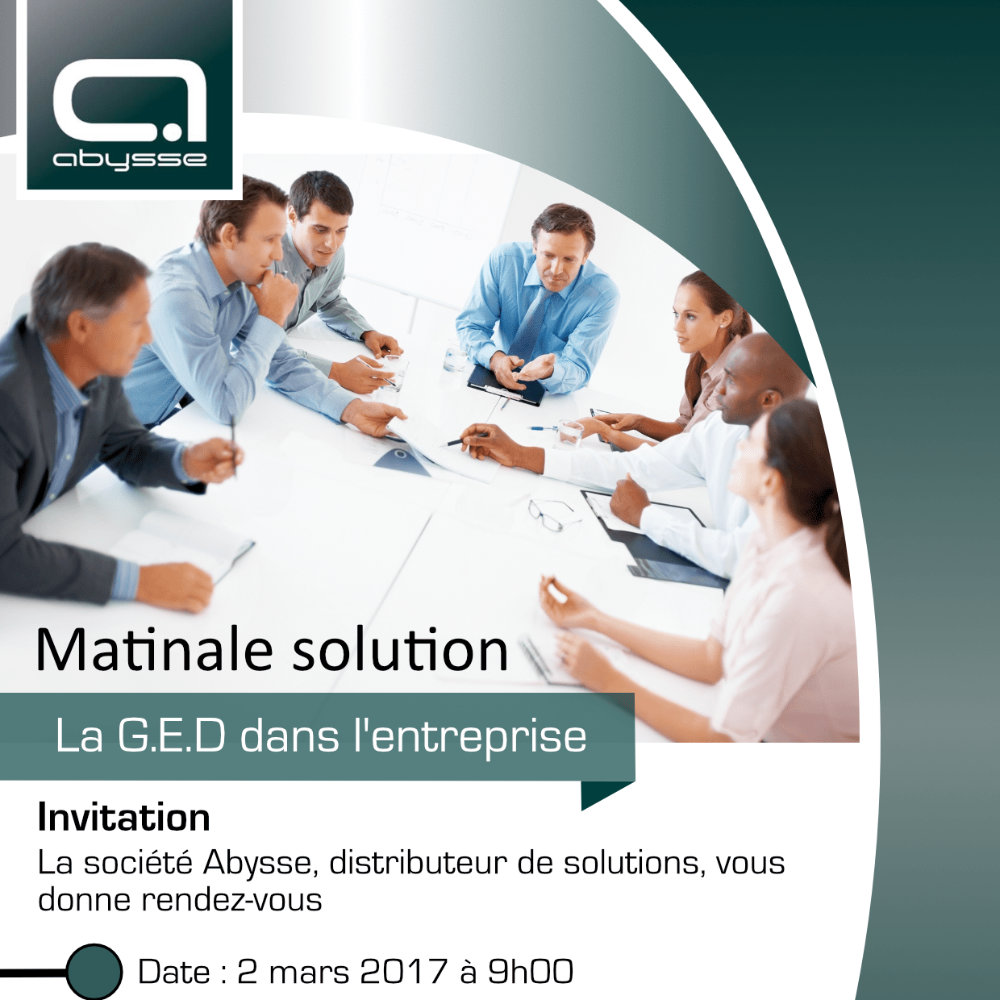 abysse
Matinale solution
La G.E.D dans l'entreprise
Invitation
La société Abysse, distributeur de solutions, vous
donne rendez-vous
Date : 2 mars 2017 à 9h00